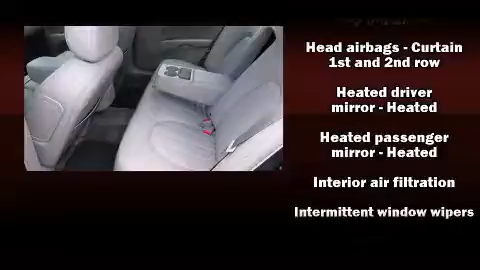 Head airbags - Curtain
1st and 2nd row
Heated driver
mirror - Heated
Heated passenger
mirror - Heated
Interior air filtration
Intermittent window wipers